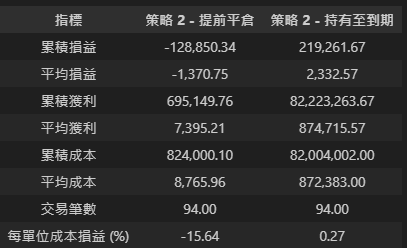 指標 策略 2 - 提前平倉 策略 2 - 持有至到期
累積損益 -128,850.34 219,261.67
平均損益 -1,370.75 2,332.57
累積獲利 695,149.76 82,223,263.67
平均獲利 7,395.21 874,715.57
累積成本 824,000.10 82,004,002.00
平均成本 8,765.96 872,383.00
交易筆數 94.00 94.00
每單位成本損益 (%) -15.64 0.27